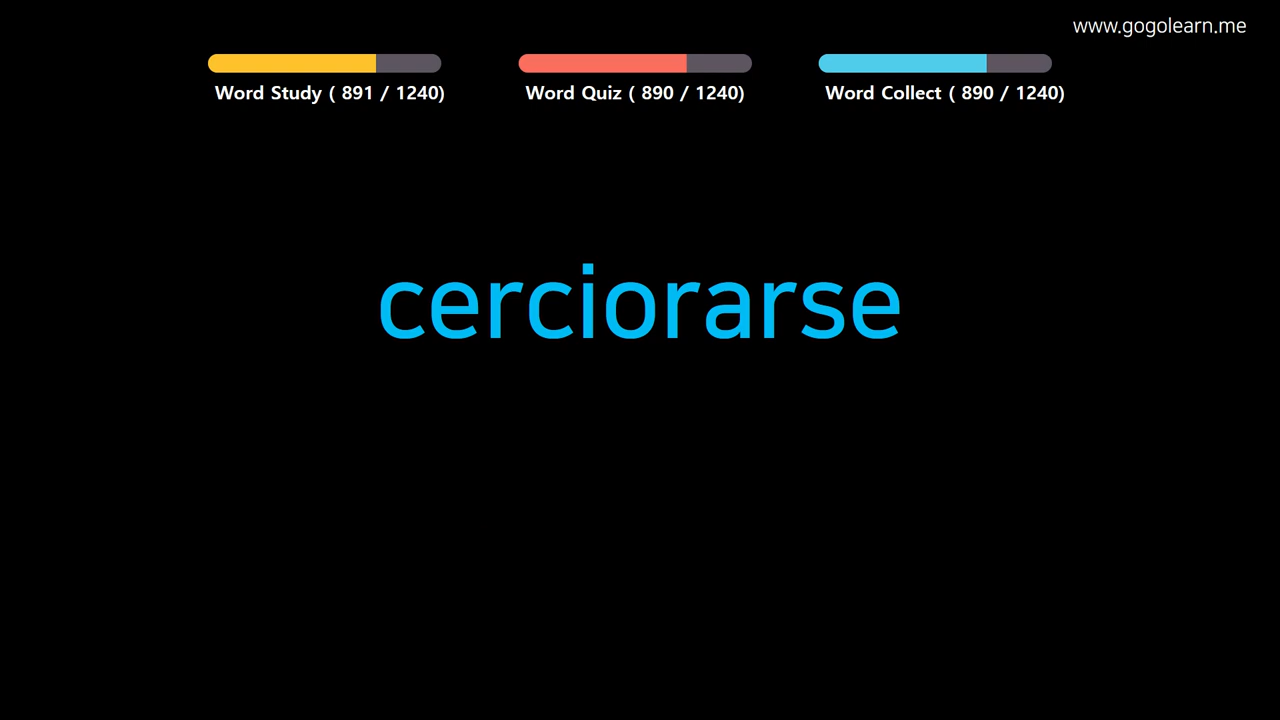 www.gogolearn.me
Word Study ( 891 / 1240)
Word Quiz ( 890 / 1240)
Word Collect ( 890 / 1240)
cerciorarse